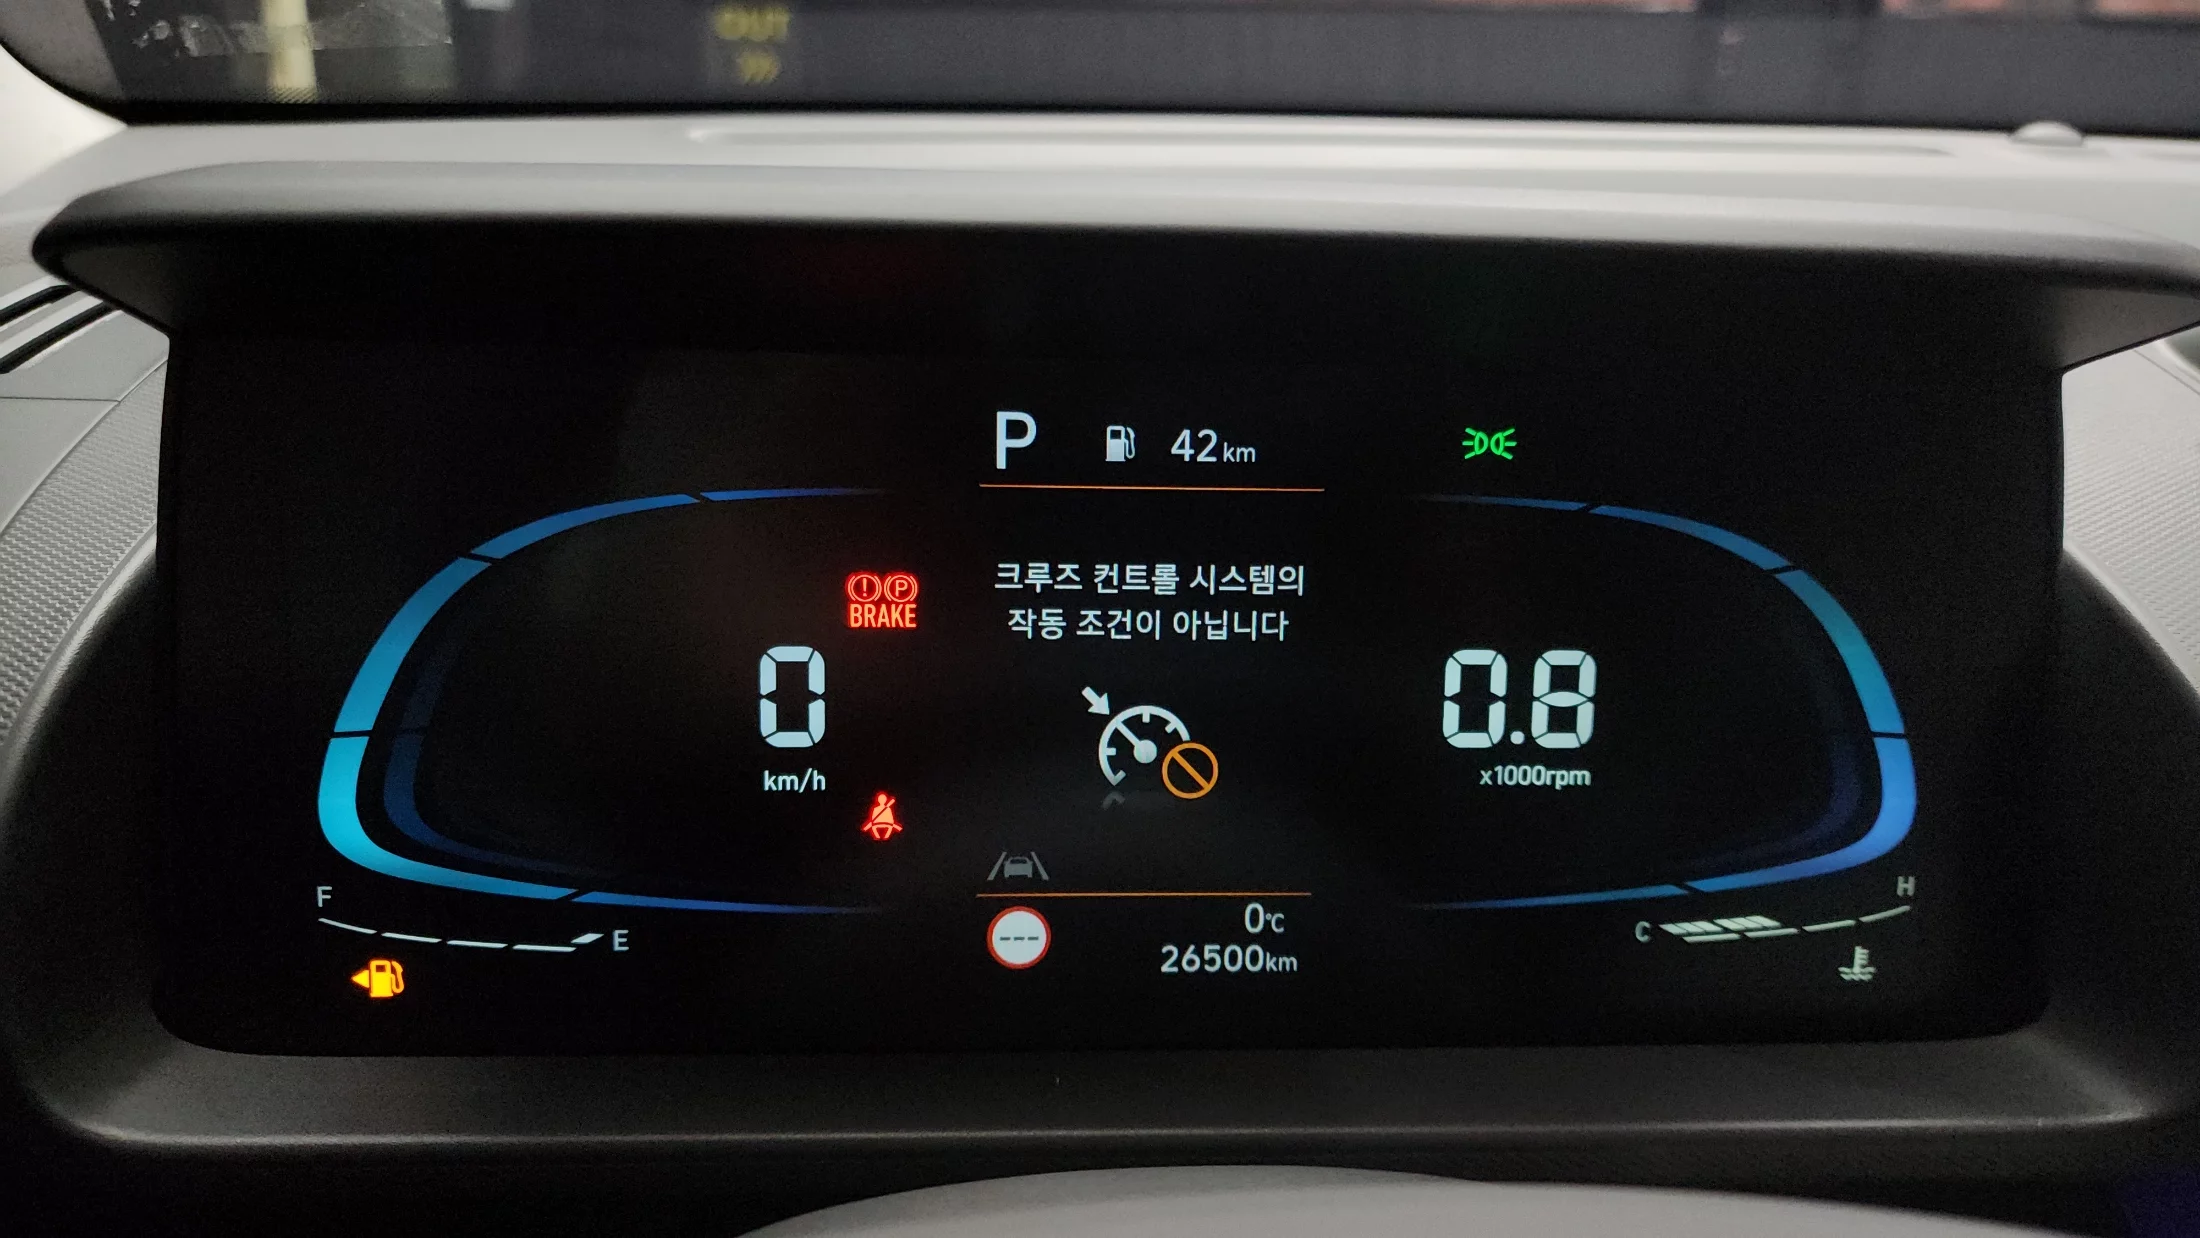 OUT
P 42km
크루즈 컨트롤 시스템의
작동 조건이 아닙니다
P
BRAKE
0
km/h
0.8
x1000rpm
F
E
C
H
---
0℃
26500km